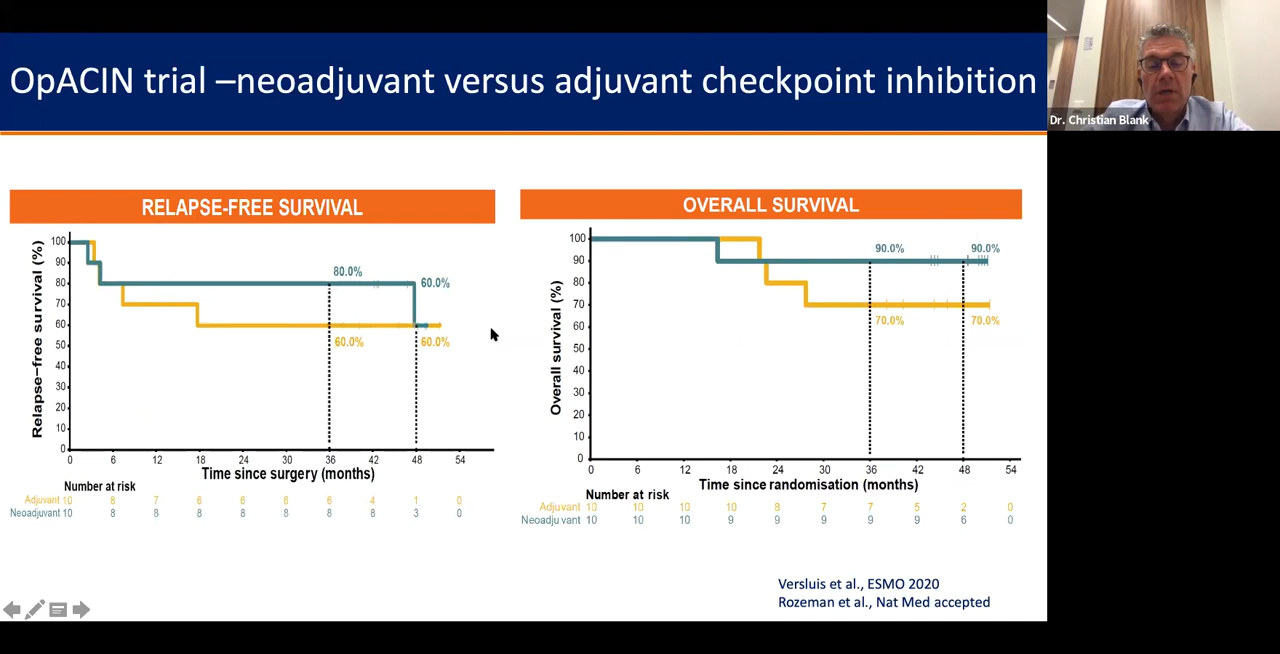 OpACIN trial –neoadjuvant versus adjuvant checkpoint inhibition
Dr. Christian Blank
RELAPSE-FREE SURVIVAL
Relapse–free survival (%)
100
90
80
70
60
50
40
30
20
10
0
80.0%
60.0%
60.0%
60.0%
0 6 12 18 24 30 36 42 48 54
Time since surgery (months)
Number at risk
Adjuvant 10 8 7 6 6 6 6 4 1 0
Neoadjuvant 10 8 8 8 8 8 8 8 3 0
OVERALL SURVIVAL
Overall survival (%)
100
90
80
70
60
50
40
30
20
10
0
90.0% 90.0%
70.0% 70.0%
0 6 12 18 24 30 36 42 48 54
Time since randomisation (months)
Number at risk
Adjuvant 10 10 10 10 8 7 7 5 2 0
Neoadju vant 10 10 10 9 9 9 9 9 6 0
Versluis et al., ESMO 2020
Rozeman et al., Nat Med accepted